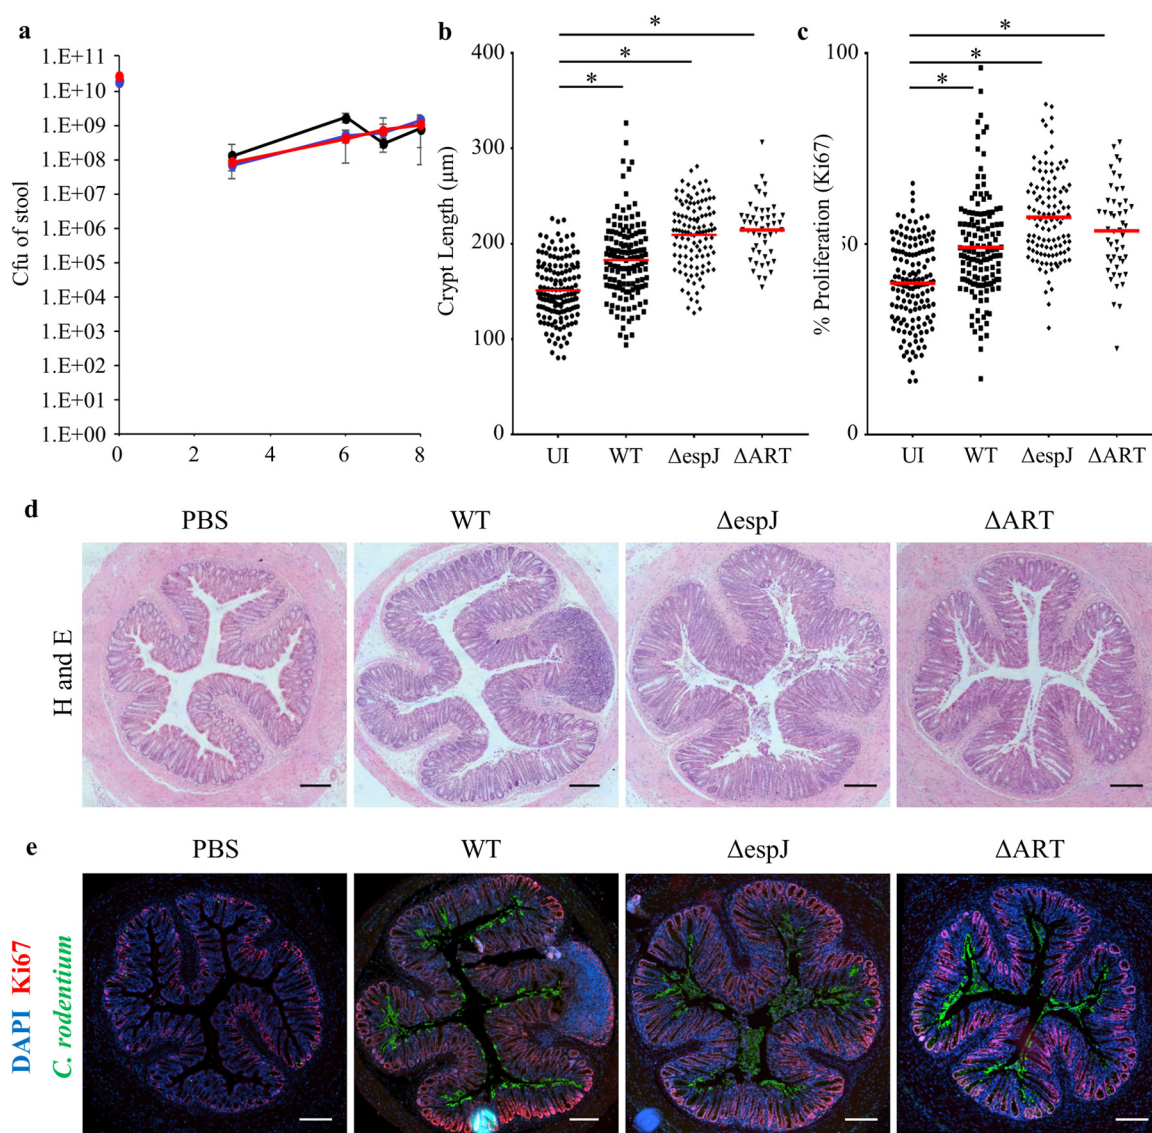 a
Cfu of stool
1.E+11
1.E+10
1.E+09
1.E+08
1.E+07
1.E+06
1.E+05
1.E+04
1.E+03
1.E+02
1.E+01
1.E+00
0
2
4
6
8
b
*
*
*
Crypt Length (µm)
400
300
200
100
0
UI
WT
ΔespJ
ΔART
c
*
*
*
% Proliferation (Ki67)
100
50
0
UI
WT
ΔespJ
ΔART
d
PBS
WT
ΔespJ
ΔART
H and E
e
PBS
WT
ΔespJ
ΔART
DAPI Ki67
C. rodentium